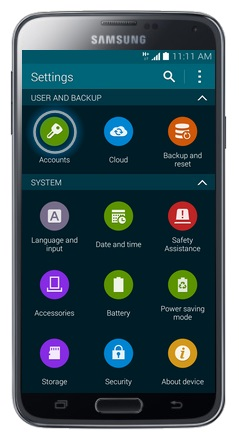 SAMSUNG
11:11 AM
Settings
USER AND BACKUP
Accounts
Cloud
Backup and
reset
SYSTEM
A
Language and
input
Date and time
Safety
Assistance
Accessories
Battery
Power saving
mode
Storage
Security
About device